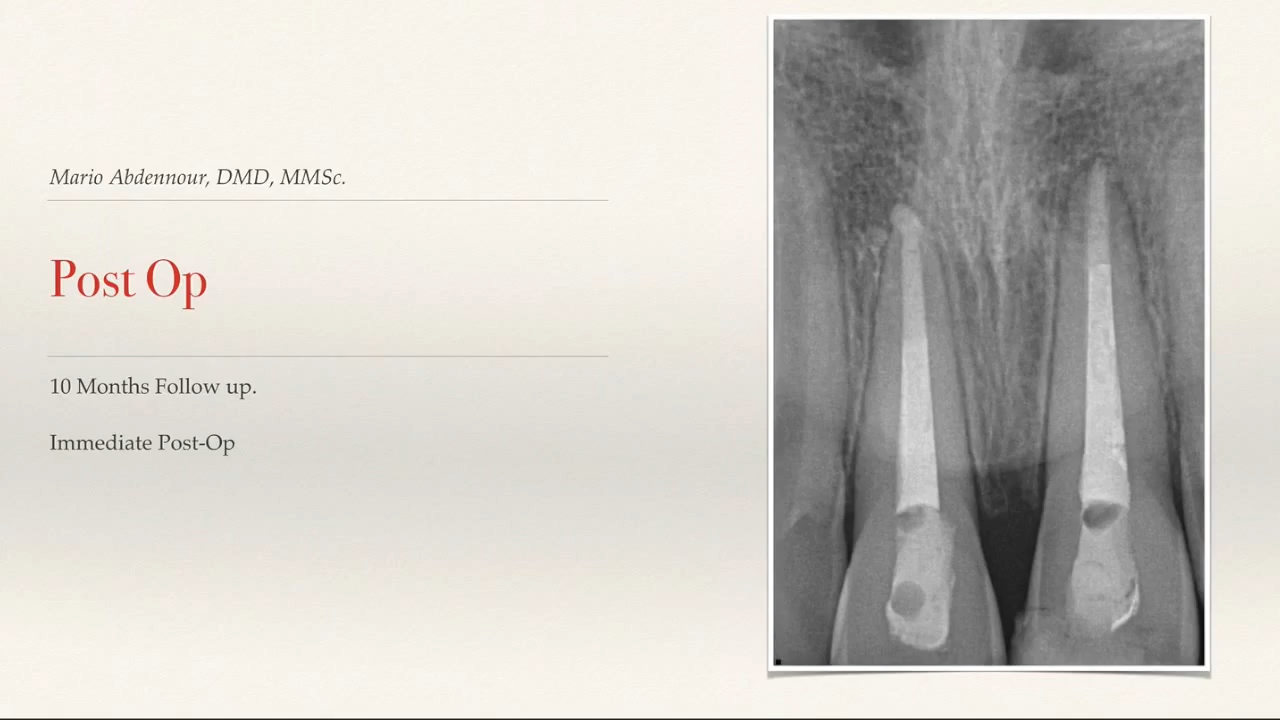 Mario Abdennour, DMD, MMSc.
Post Op
10 Months Follow up.
Immediate Post-Op